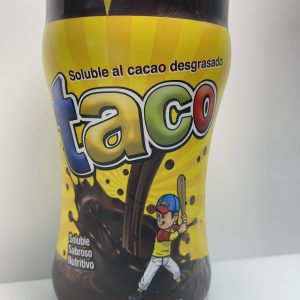 Soluble al cacao desgrasado
taco
Soluble
Sabroso
Nutritivo